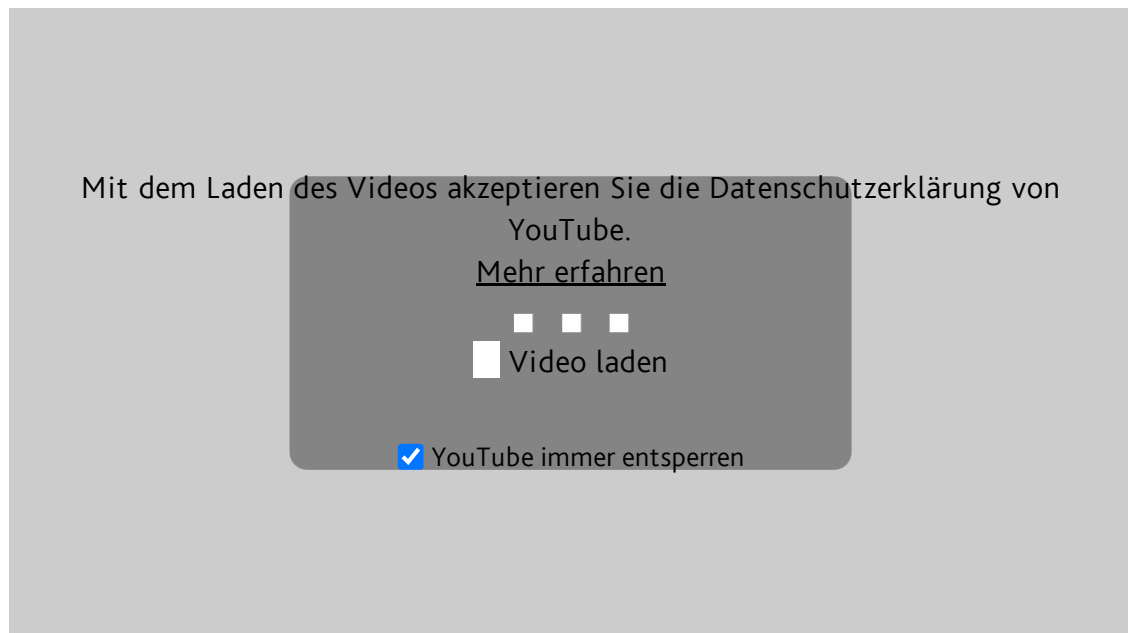 Mit dem Laden des Videos akzeptieren Sie die Datenschutzerklärung von
YouTube.
Mehr erfahren
Video laden
YouTube immer entsperren